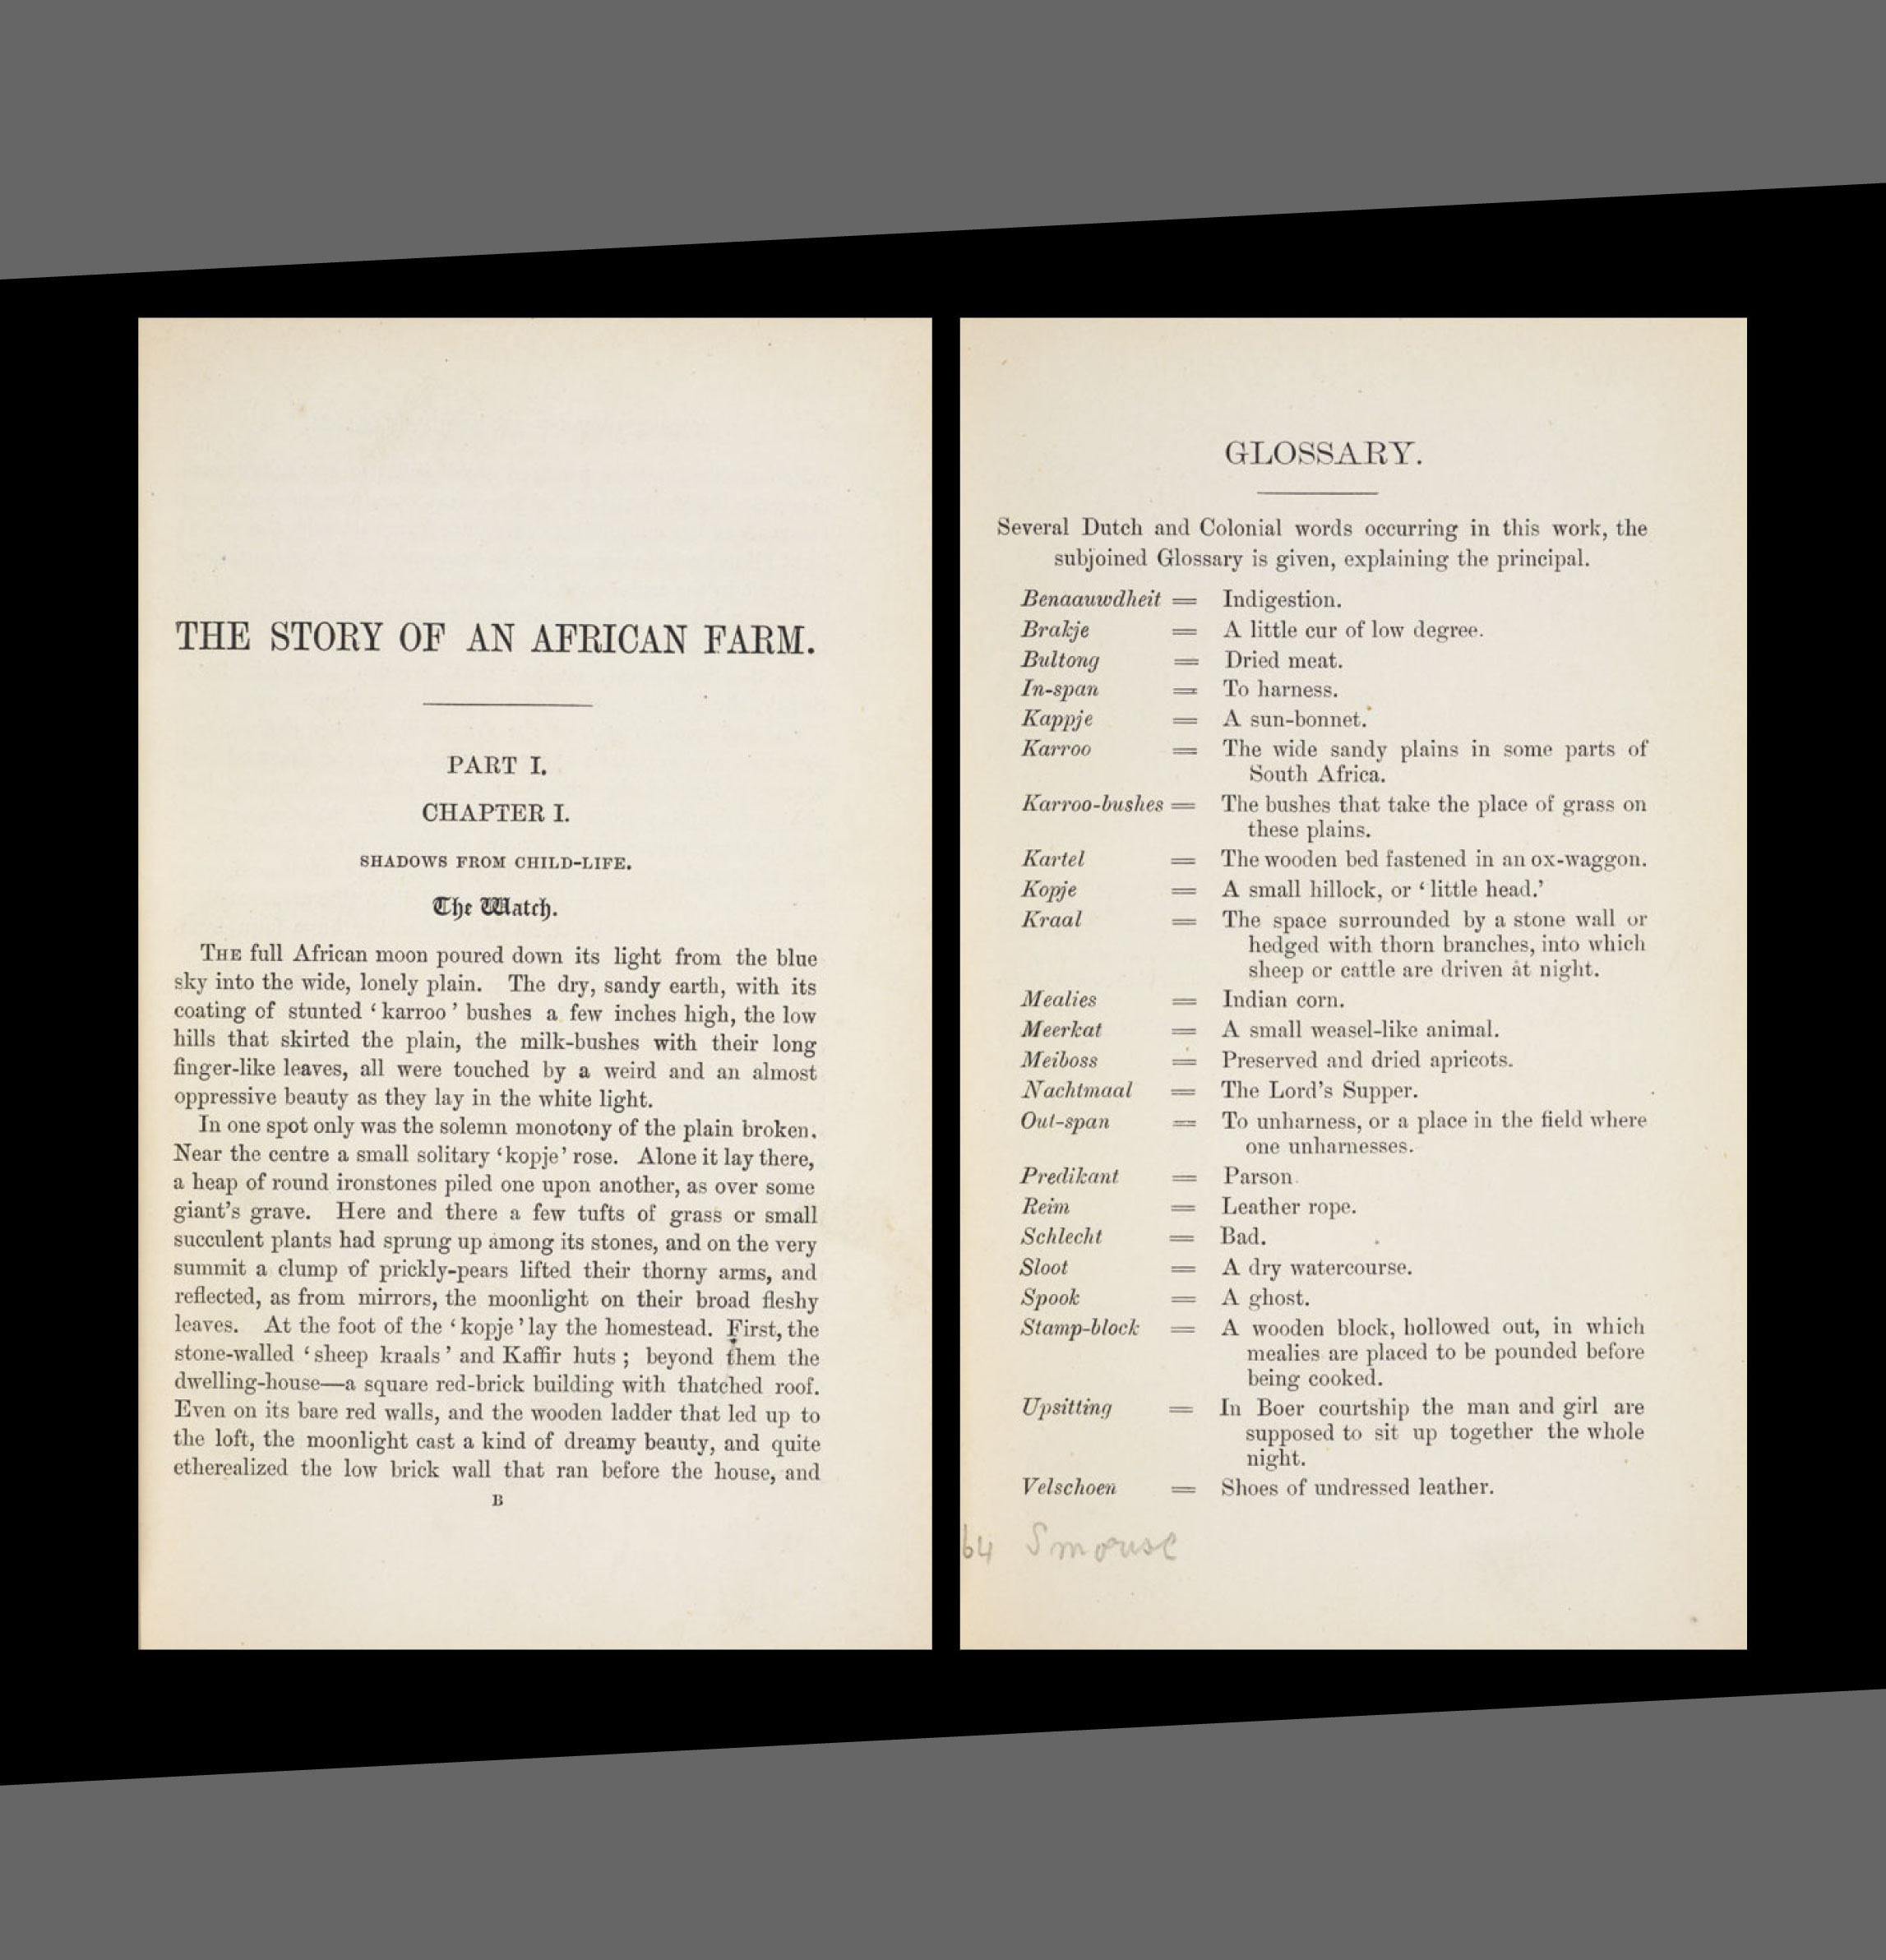 THE STORY OF AN AFRICAN FARM.
PART I.
CHAPTER I.
SHADOWS FROM CHILD-LIFE.
The Watch.
THE full African moon poured down its light from the blue
sky into the wide, lonely plain. The dry, sandy earth, with its
coating of stunted ‘karroo’ bushes a few inches high, the low
hills that skirted the plain, the milk-bushes with their long
finger-like leaves, all were touched by a weird and an almost
oppressive beauty as they lay in the white light.
In one spot only was the solemn monotony of the plain broken.
Near the centre a small solitary ‘kopje’ rose. Alone it lay there,
a heap of round ironstones piled one upon another, as over some
giant's grave. Here and there a few tufts of grass or small
succulent plants had sprung up among its stones, and on the very
summit a clump of prickly-pears lifted their thorny arms, and
reflected, as from mirrors, the moonlight on their broad fleshy
leaves. At the foot of the ‘kopje’ lay the homestead. First, the
stone-walled ‘sheep kraals’ and Kaffir huts; beyond them the
dwelling-house—a square red-brick building with thatched roof.
Even on its bare red walls, and the wooden ladder that led up to
the loft, the moonlight cast a kind of dreamy beauty, and quite
etherealized the low brick wall that ran before the house, and
B
GLOSSARY.
Several Dutch and Colonial words occurring in this work, the
subjoined Glossary is given, explaining the principal.
Benaauwdheit = Indigestion.
Brakje = A little cur of low degree.
Bultong = Dried meat.
In-span = To harness.
Kappje = A sun-bonnet.
Karroo = The wide sandy plains in some parts of
South Africa.
Karroo-bushes = The bushes that take the place of grass on
these plains.
Kartel = The wooden bed fastened in an ox-waggon.
Kopje = A small hillock, or ‘little head.’
Kraal = The space surrounded by a stone wall or
hedged with thorn branches, into which
sheep or cattle are driven at night.
Mealies = Indian corn.
Meerkat = A small weasel-like animal.
Meiboss = Preserved and dried apricots.
Nachtmaal = The Lord's Supper.
Out-span = To unharness, or a place in the field where
one unharnesses.
Predikant = Parson.
Reim = Leather rope.
Schlecht = Bad.
Sloot = A dry watercourse.
Spook = A ghost.
Stamp-block = A wooden block, hollowed out, in which
mealies are placed to be pounded before
being cooked.
Upsitting = In Boer courtship the man and girl are
supposed to sit up together the whole
night.
Velschoen = Shoes of undressed leather.
64 Smouse